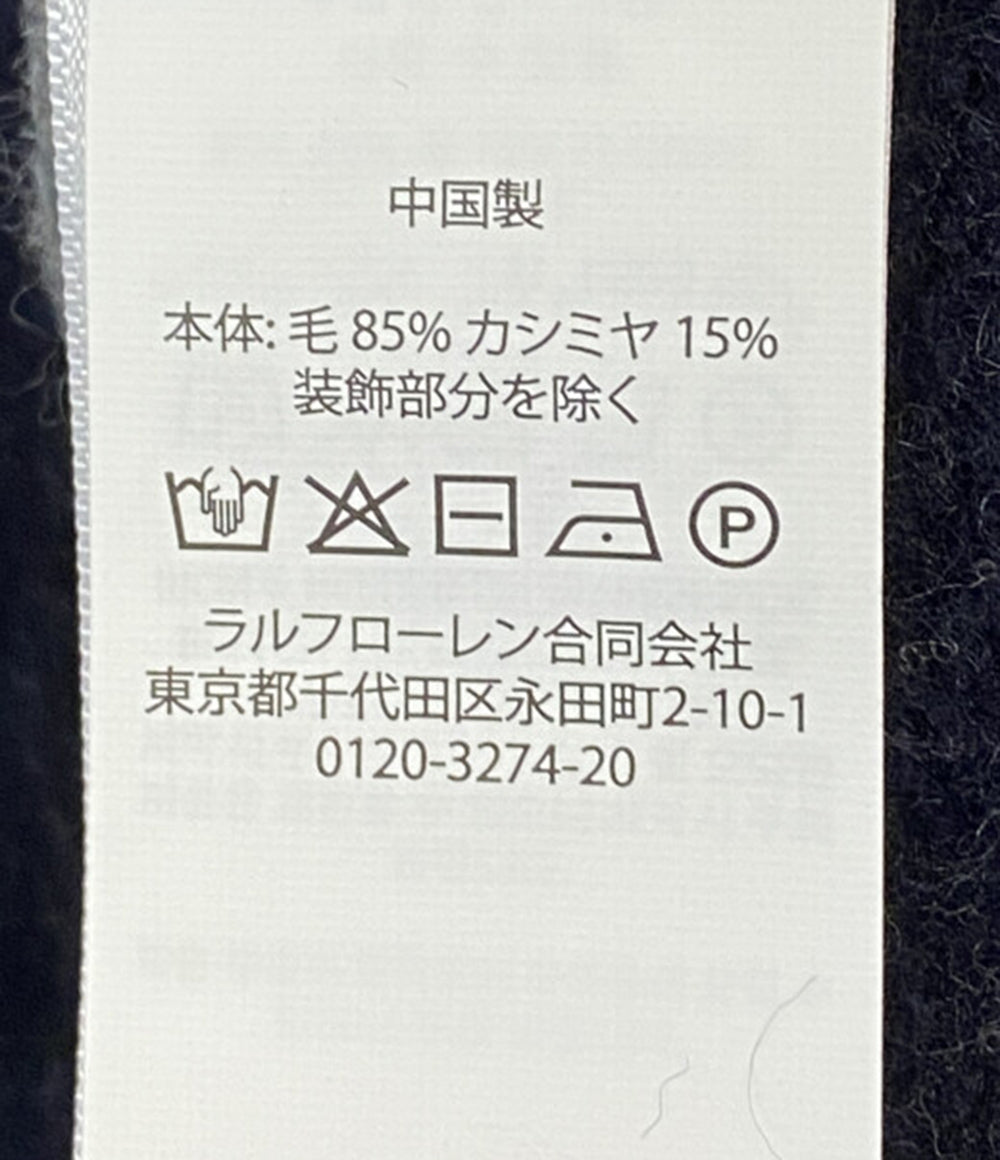 中国製
本体: 毛 85% カシミヤ 15%
装飾部分を除く
P
ラルフローレン合同会社
東京都千代田区永田町2-10-1
0120-3274-20